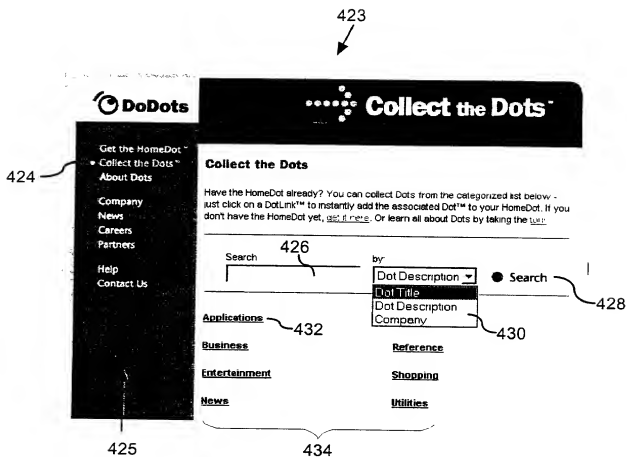 423
DoDots
Collect the Dots™
Get the HomeDot™
Collect the Dots™
About Dots
424
Company
News
Careers
Partners
Help
Contact Us
Collect the Dots
Have the HomeDot already? You can collect Dots from the categorized list below -
just click on a DotLink™ to instantly add the associated Dot™ to your HomeDot. If you
don't have the HomeDot yet, get it here. Or learn all about Dots by taking the tour
Search
426
by:
Dot Description
Search
428
Dot Title
Dot Description
Company
430
Applications
432
Business
Reference
Entertainment
Shopping
News
Utilities
425
434